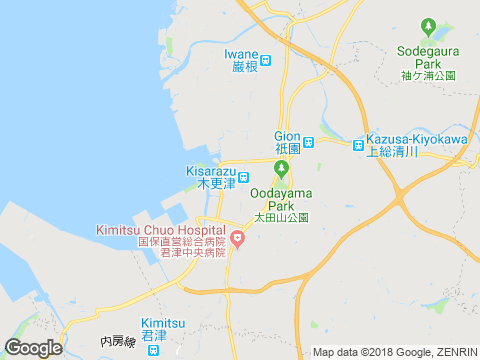 Iwane
巌根
Sodegaura
Park
袖ケ浦公園
Gion
祇園
Kazusa-Kiyokawa
上総清川
Kisarazu
木更津
Oodayama
Park
太田山公園
Kimitsu Chuo Hospital
国保直営総合病院
君津中央病院
Kimitsu
君津
内房線
Google
Map data ©2018 Google, ZENRIN